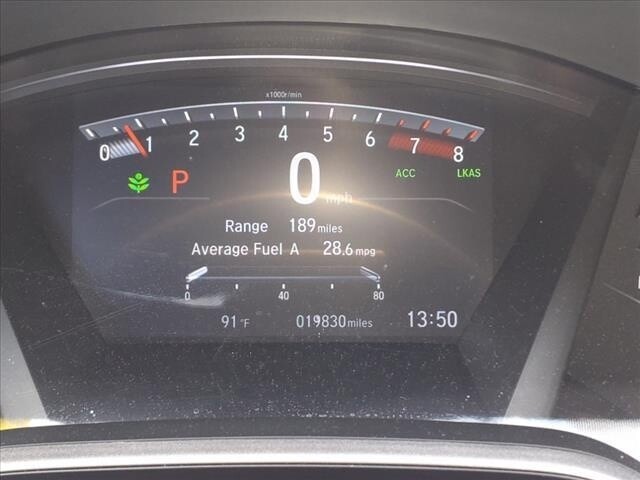 x1000r/min
0 1 2 3 4 5 6 7 8
P 0 mph ACC LKAS
Range 189 miles
Average Fuel A 28.6 mpg
0 40 80
91 °F 019830 miles 13:50